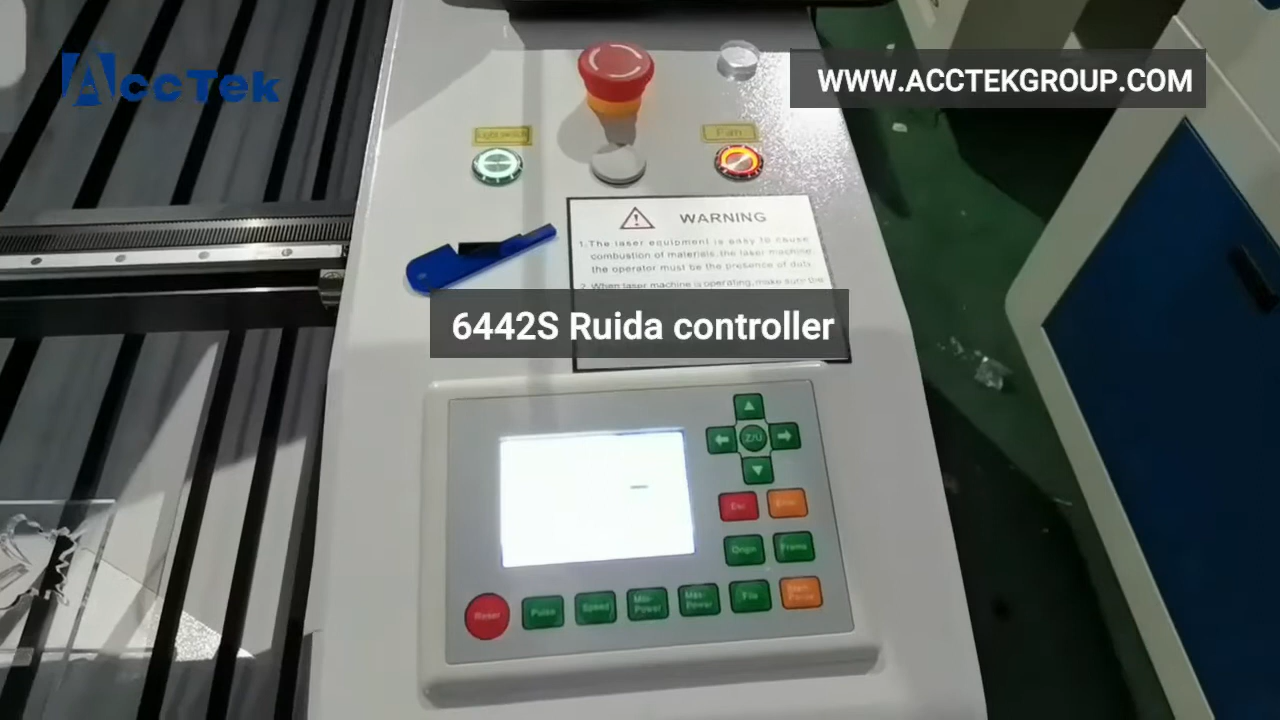 AccTek
WWW.ACCTEKGROUP.COM
Fan
WARNING
1.The laser equipment is easy to cause
combustion of materials, the laser machine
the operator must be the presence of duty
2. When laser machine is operating, make sure the
6442S Ruida controller
Z/U
Esc
Origin
Frame
Reset
Pulse
Speed
Min-
Power
Max-
Power
File
Start-
Pause